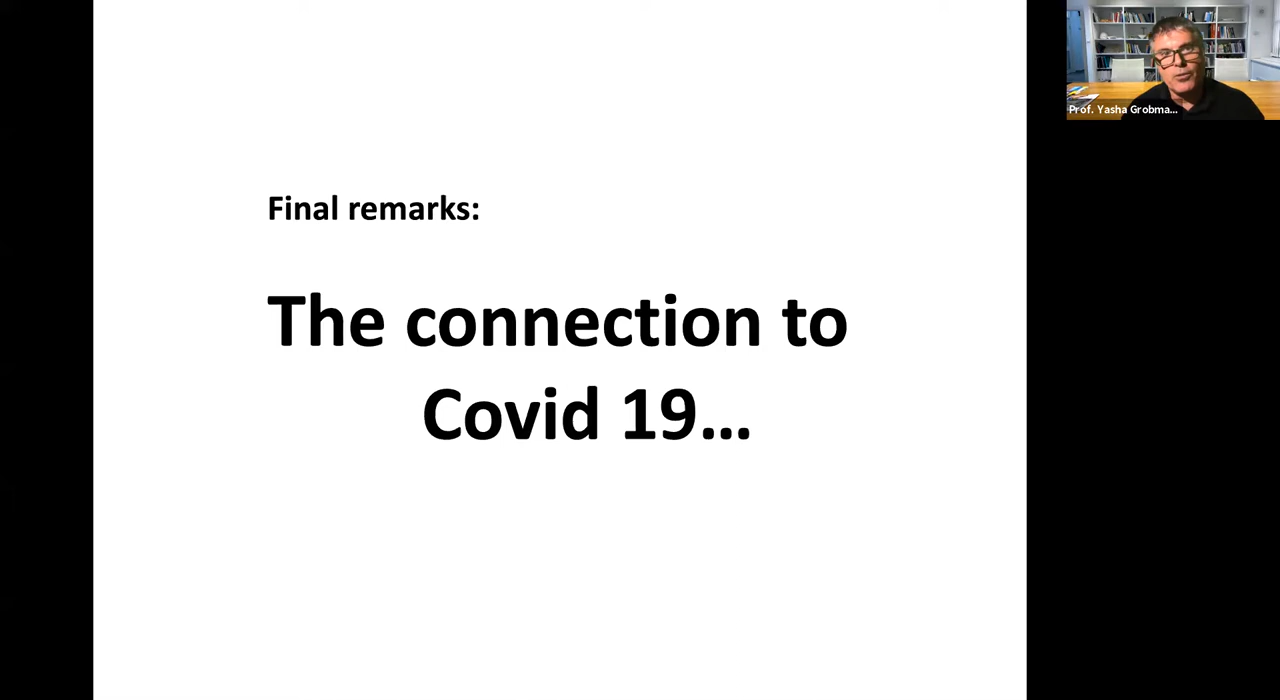 Final remarks:
The connection to
Covid 19...
Prof. Yasha Grobma...